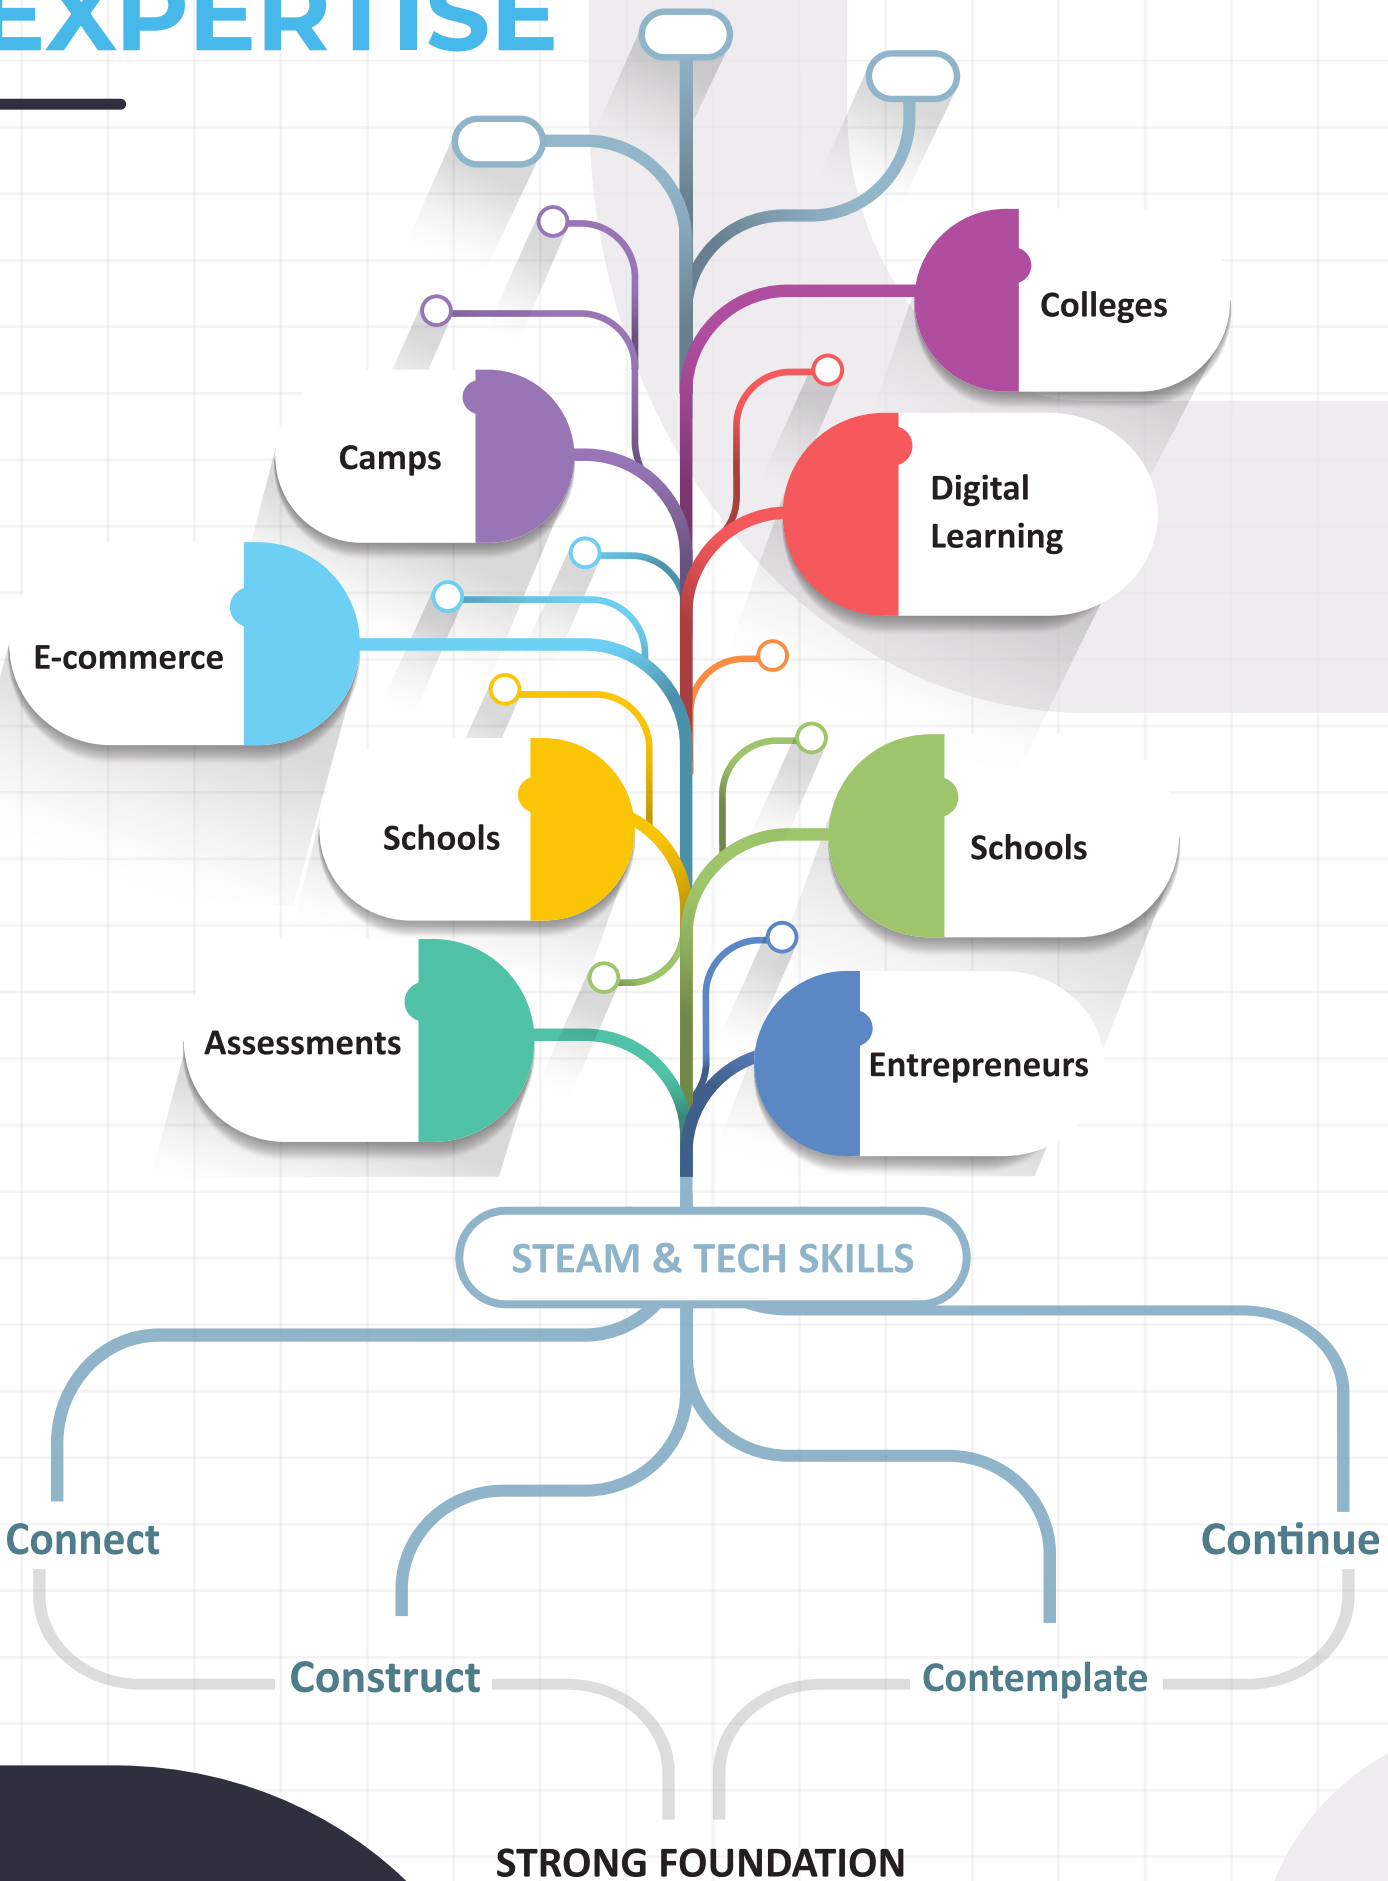 EXPERTISE
Colleges
Camps
Digital
Learning
E-commerce
Schools
Schools
Assessments
Entrepreneurs
STEAM & TECH SKILLS
Connect
Continue
Construct
Contemplate
STRONG FOUNDATION